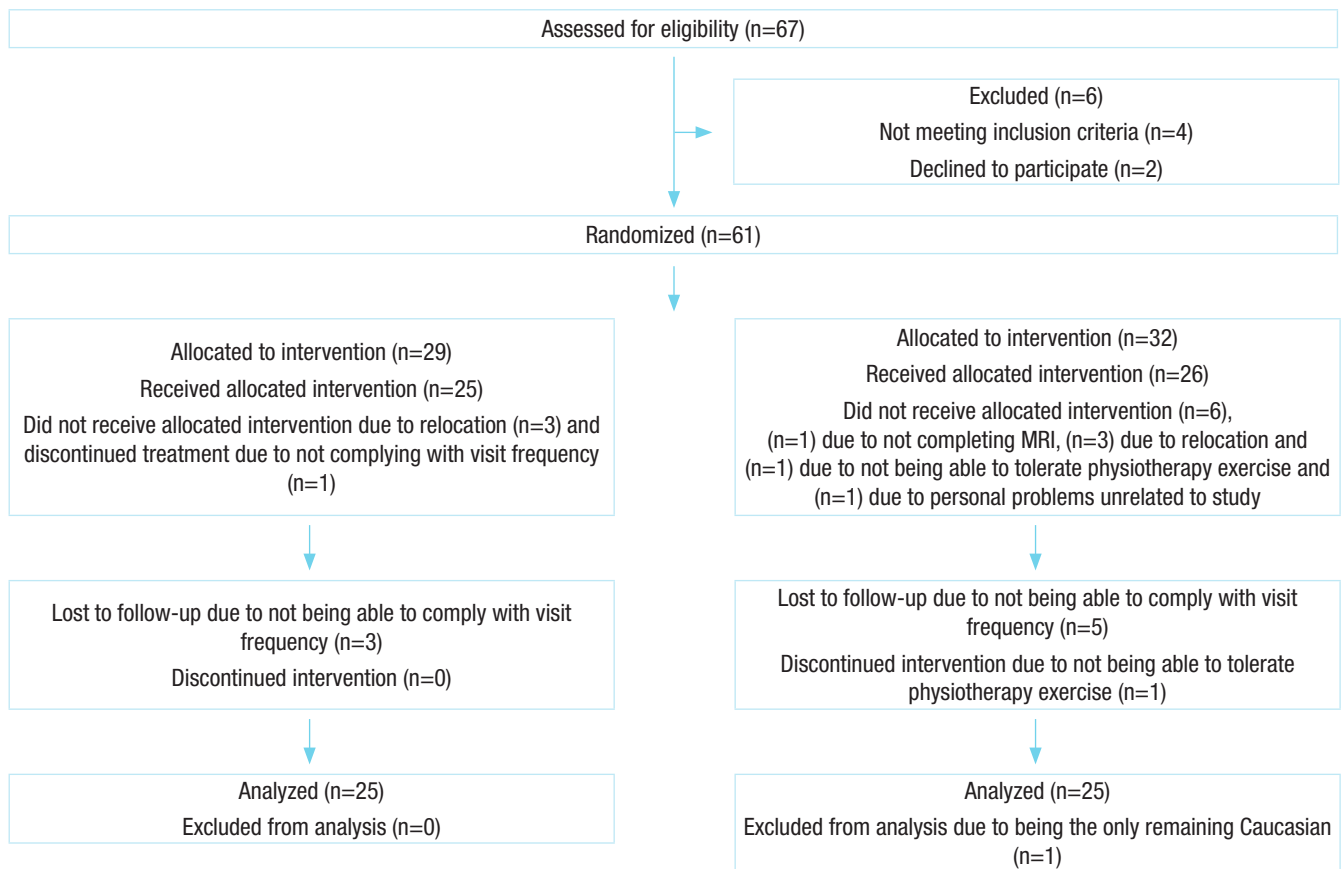 Assessed for eligibility (n=67)
Excluded (n=6)
Not meeting inclusion criteria (n=4)
Declined to participate (n=2)
Randomized (n=61)
Allocated to intervention (n=29)
Received allocated intervention (n=25)
Did not receive allocated intervention due to relocation (n=3) and
discontinued treatment due to not complying with visit frequency
(n=1)
Allocated to intervention (n=32)
Received allocated intervention (n=26)
Did not receive allocated intervention (n=6),
(n=1) due to not completing MRI, (n=3) due to relocation and
(n=1) due to not being able to tolerate physiotherapy exercise and
(n=1) due to personal problems unrelated to study
Lost to follow-up due to not being able to comply with visit
frequency (n=3)
Discontinued intervention (n=0)
Lost to follow-up due to not being able to comply with visit
frequency (n=5)
Discontinued intervention due to not being able to tolerate
physiotherapy exercise (n=1)
Analyzed (n=25)
Excluded from analysis (n=0)
Analyzed (n=25)
Excluded from analysis due to being the only remaining Caucasian
(n=1)